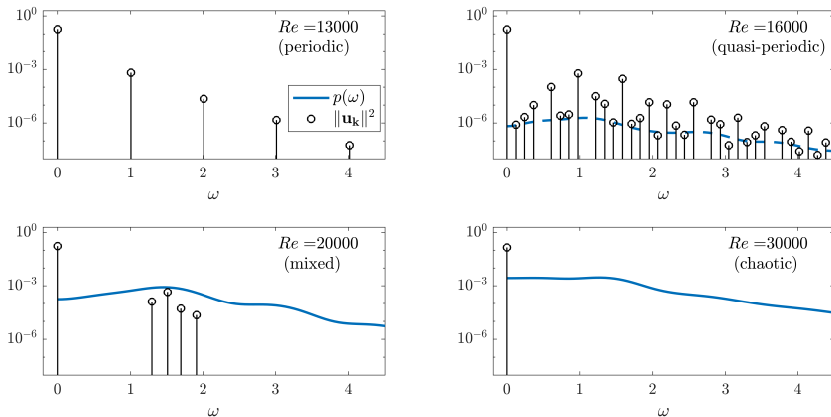 10^0
10^{-3}
10^{-6}
0 1 2 3 4
ω
Re =13000
(periodic)
p(ω)
‖u_k‖^2
10^0
10^{-3}
10^{-6}
0 1 2 3 4
ω
Re =16000
(quasi-periodic)
10^0
10^{-3}
10^{-6}
0 1 2 3 4
ω
Re =20000
(mixed)
10^0
10^{-3}
10^{-6}
0 1 2 3 4
ω
Re =30000
(chaotic)